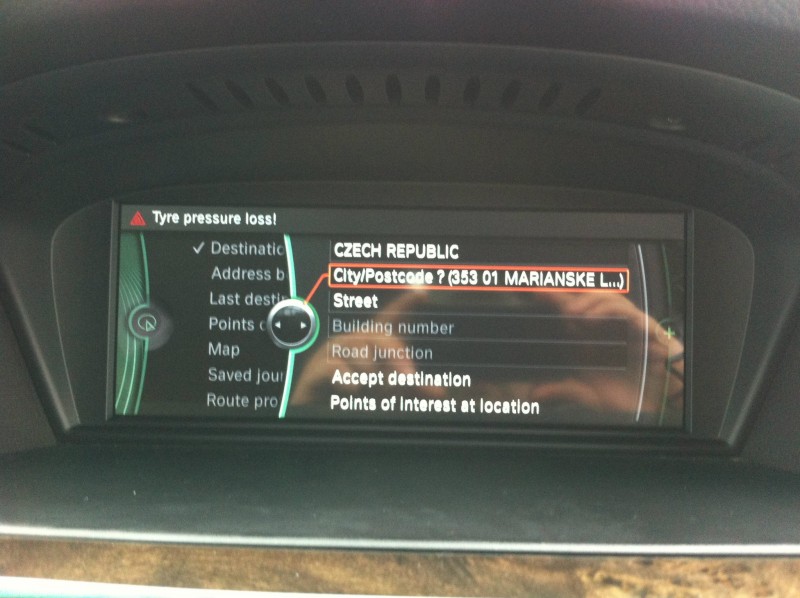 Tyre pressure loss!
✓ Destinatio
Address b
Last desti
Points o
Map
Saved jour
Route pro
CZECH REPUBLIC
City/Postcode ? (353 01 MARIANSKE L...)
Street
Building number
Road junction
Accept destination
Points of interest at location